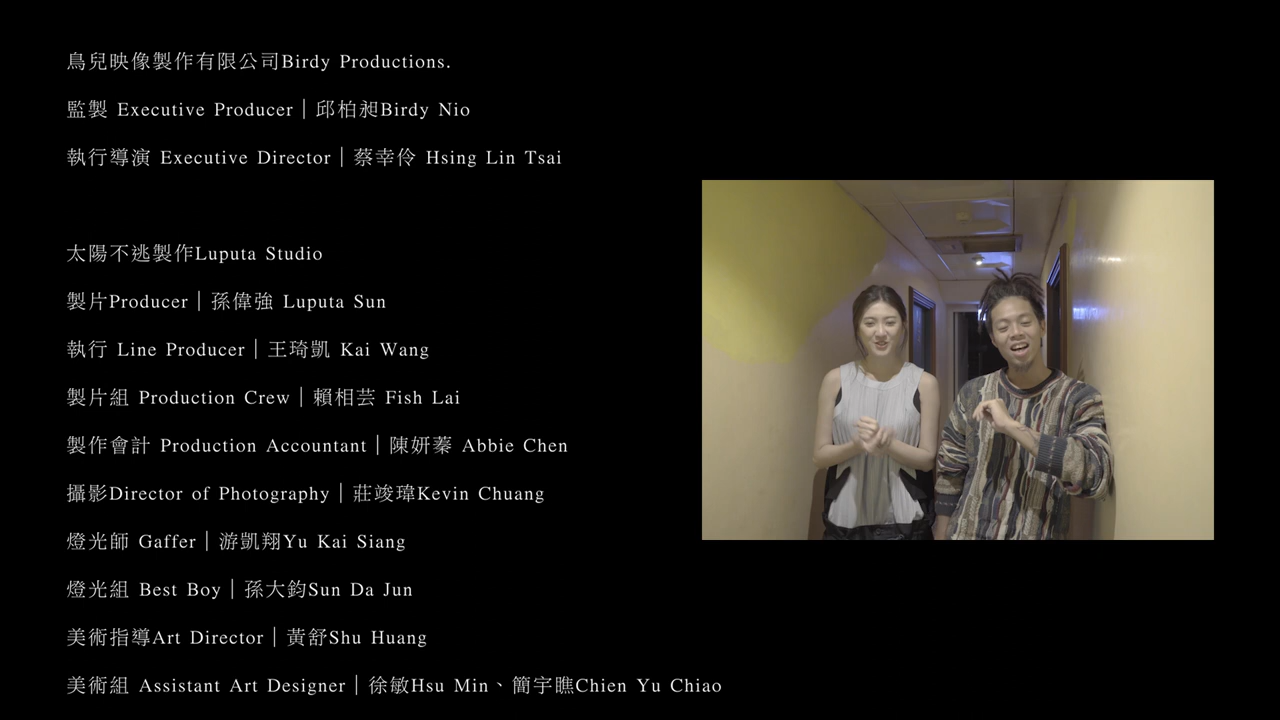 鳥兒映像製作有限公司Birdy Productions.
監製 Executive Producer｜邱柏昶Birdy Nio
執行導演 Executive Director｜蔡幸伶 Hsing Lin Tsai
太陽不逃製作Luputa Studio
製片Producer｜孫偉強 Luputa Sun
執行 Line Producer｜王琦凱 Kai Wang
製片組 Production Crew｜賴相芸 Fish Lai
製作會計 Production Accountant｜陳妍蓁 Abbie Chen
攝影Director of Photography｜莊竣瑋Kevin Chuang
燈光師 Gaffer｜游凱翔Yu Kai Siang
燈光組 Best Boy｜孫大鈞Sun Da Jun
美術指導Art Director｜黃舒Shu Huang
美術組 Assistant Art Designer｜徐敏Hsu Min、簡宇瞧Chien Yu Chiao